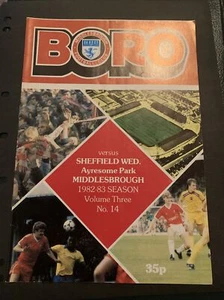 BORO
versus
SHEFFIELD WED.
Ayresome Park
MIDDLESBROUGH
1982-83 SEASON
Volume Three
No. 14
35p